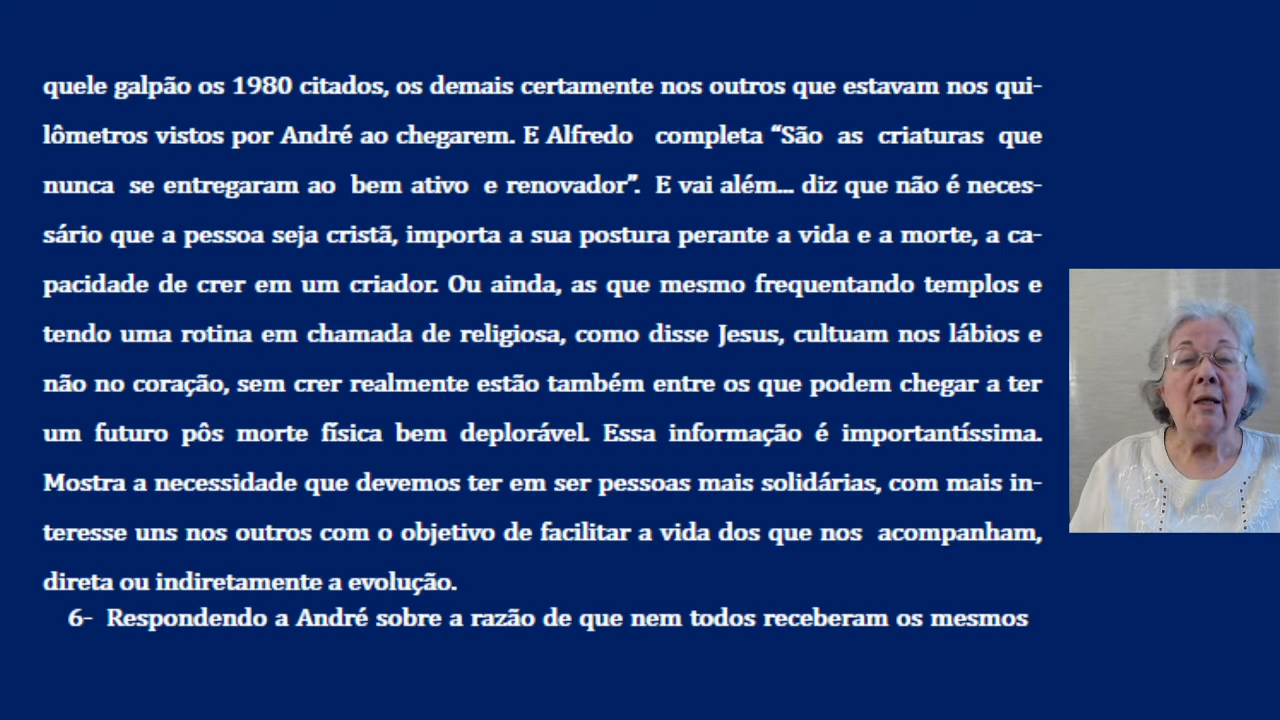 quele galpão os 1980 citados, os demais certamente nos outros que estavam nos qui-
lômetros vistos por André ao chegarem. E Alfredo completa “São as criaturas que
nunca se entregaram ao bem ativo e renovador”. E vai além... diz que não é neces-
sário que a pessoa seja cristã, importa a sua postura perante a vida e a morte, a ca-
pacidade de crer em um criador. Ou ainda, as que mesmo frequentando templos e
tendo uma rotina em chamada de religiosa, como disse Jesus, cultuam nos lábios e
não no coração, sem crer realmente estão também entre os que podem chegar a ter
um futuro pôs morte física bem deplorável. Essa informação é importantíssima.
Mostra a necessidade que devemos ter em ser pessoas mais solidárias, com mais in-
teresse uns nos outros com o objetivo de facilitar a vida dos que nos acompanham,
direta ou indiretamente a evolução.
6- Respondendo a André sobre a razão de que nem todos receberam os mesmos